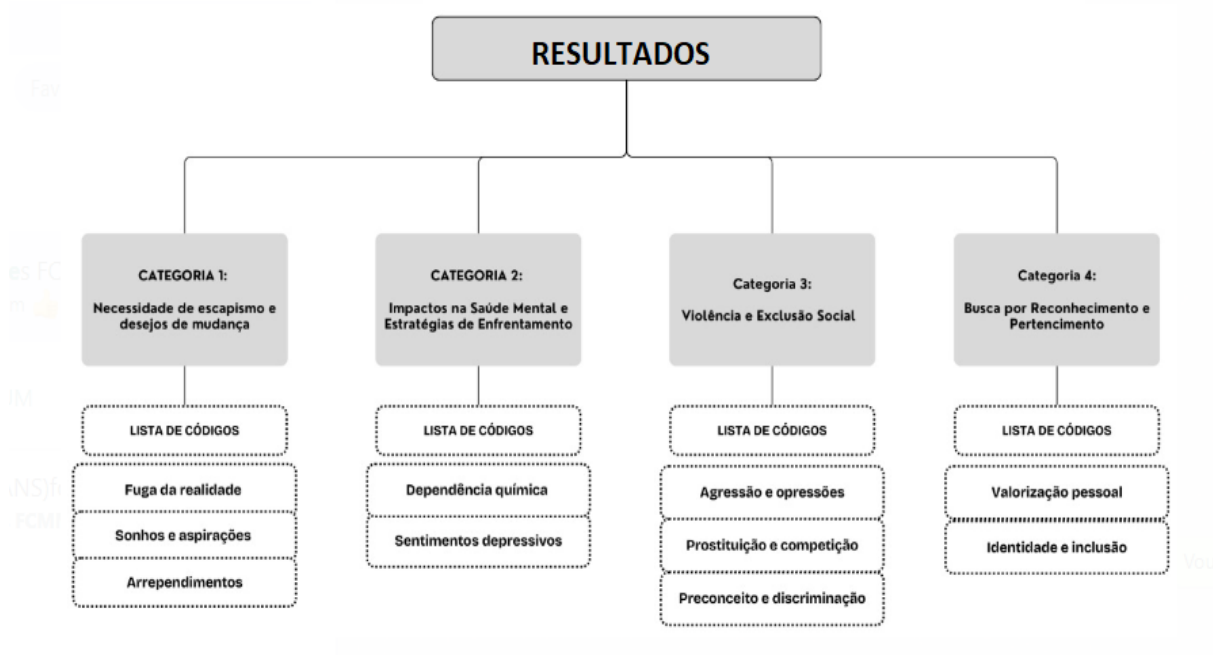 RESULTADOS
CATEGORIA 1:
Necessidade de escapismo e
desejos de mudança
LISTA DE CÓDIGOS
Fuga da realidade
Sonhos e aspirações
Arrependimentos
CATEGORIA 2:
Impactos na Saúde Mental e
Estratégias de Enfrentamento
LISTA DE CÓDIGOS
Dependência química
Sentimentos depressivos
Categoria 3:
Violência e Exclusão Social
LISTA DE CÓDIGOS
Agressão e opressões
Prostituição e competição
Preconceito e discriminação
Categoria 4:
Busca por Reconhecimento e
Pertencimento
LISTA DE CÓDIGOS
Valorização pessoal
Identidade e inclusão